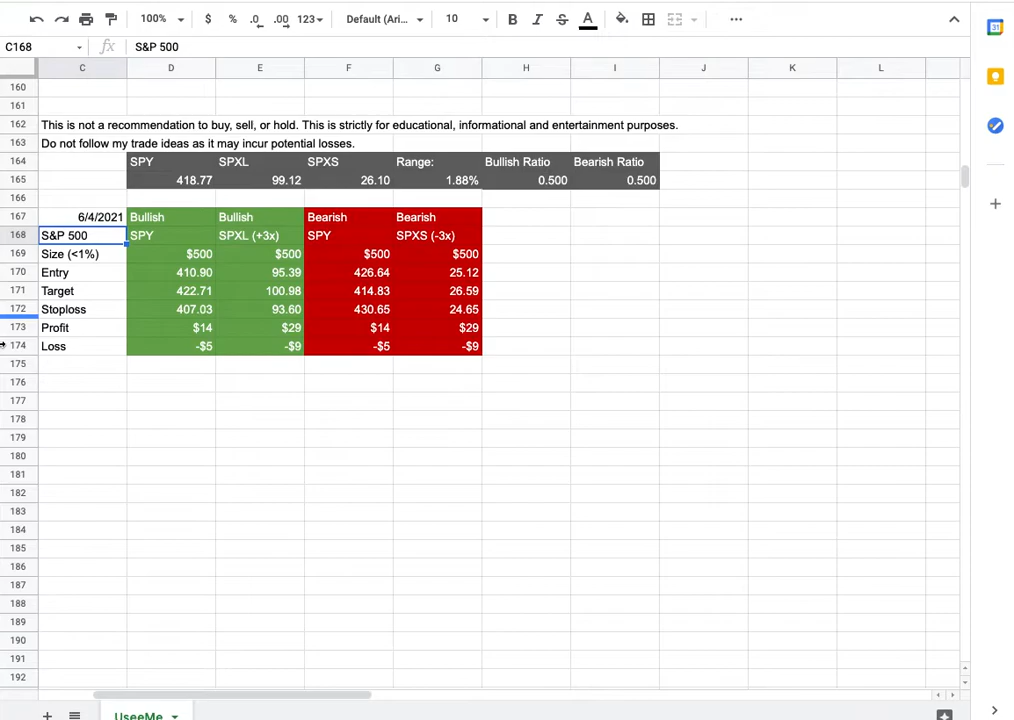 100% $ % .0 .00 123 Default (Ari... 10 B I S A
C168 fx S&P 500
C D E F G H I J K L
160
161
162 This is not a recommendation to buy, sell, or hold. This is strictly for educational, informational and entertainment purposes.
163 Do not follow my trade ideas as it may incur potential losses.
164 SPY SPXL SPXS Range: Bullish Ratio Bearish Ratio
165 418.77 99.12 26.10 1.88% 0.500 0.500
166
167 6/4/2021 Bullish Bullish Bearish Bearish
168 S&P 500 SPY SPXL (+3x) SPY SPXS (-3x)
169 Size (<1%) $500 $500 $500 $500
170 Entry 410.90 95.39 426.64 25.12
171 Target 422.71 100.98 414.83 26.59
172 Stoploss 407.03 93.60 430.65 24.65
173 Profit $14 $29 $14 $29
174 Loss -$5 -$9 -$5 -$9
175
176
177
178
179
180
181
182
183
184
185
186
187
188
189
190
191
192
UseeMe
31